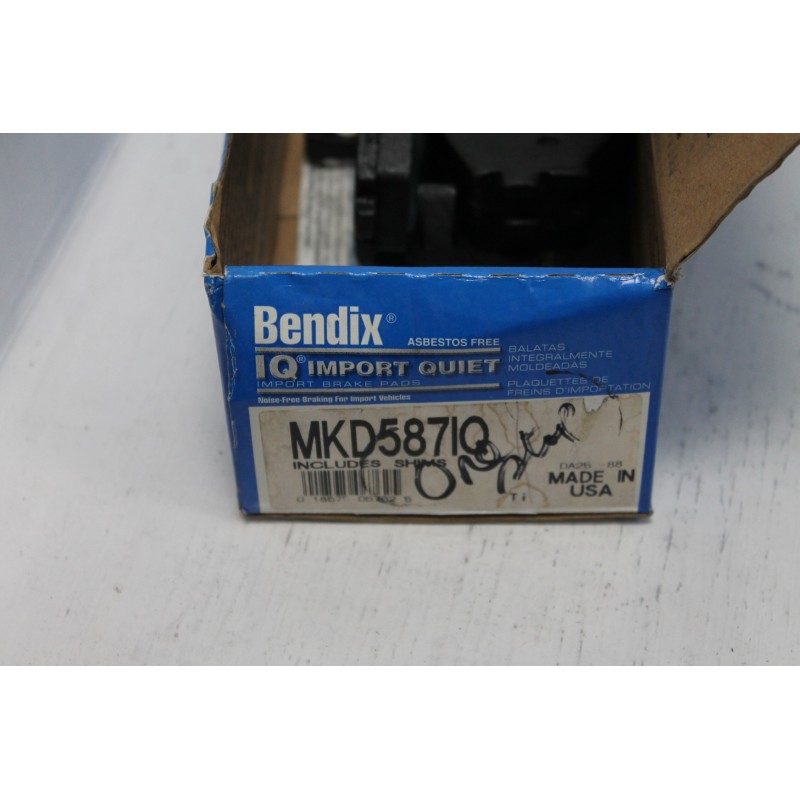 Bendix®
ASBESTOS FREE
IQ® IMPORT QUIET
IMPORT BRAKE PADS
Noise-Free Braking For Import Vehicles
BALATAS
INTEGRALMENTE
MOLDEADAS
PLAQUETTES DE
FREINS D'IMPORTATION
MKD587IQ
INCLUDES SHIMS
MADE IN
USA